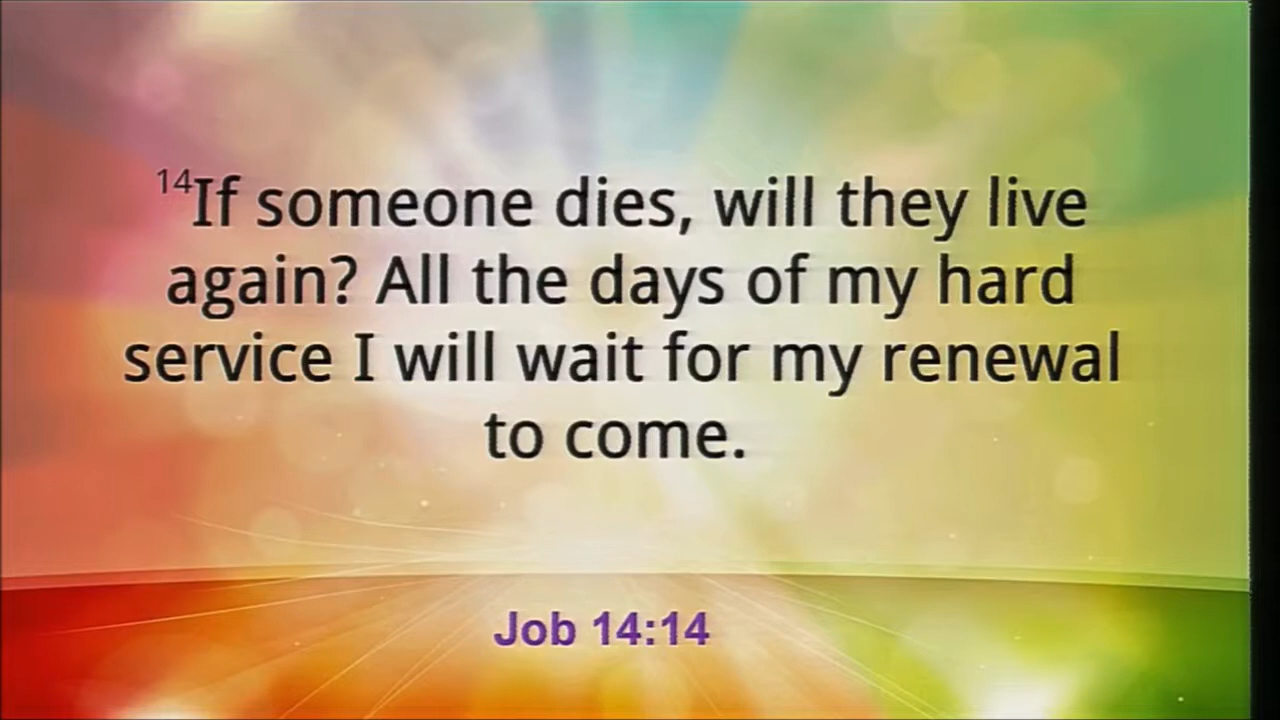 14If someone dies, will they live
again? All the days of my hard
service I will wait for my renewal
to come.
Job 14:14